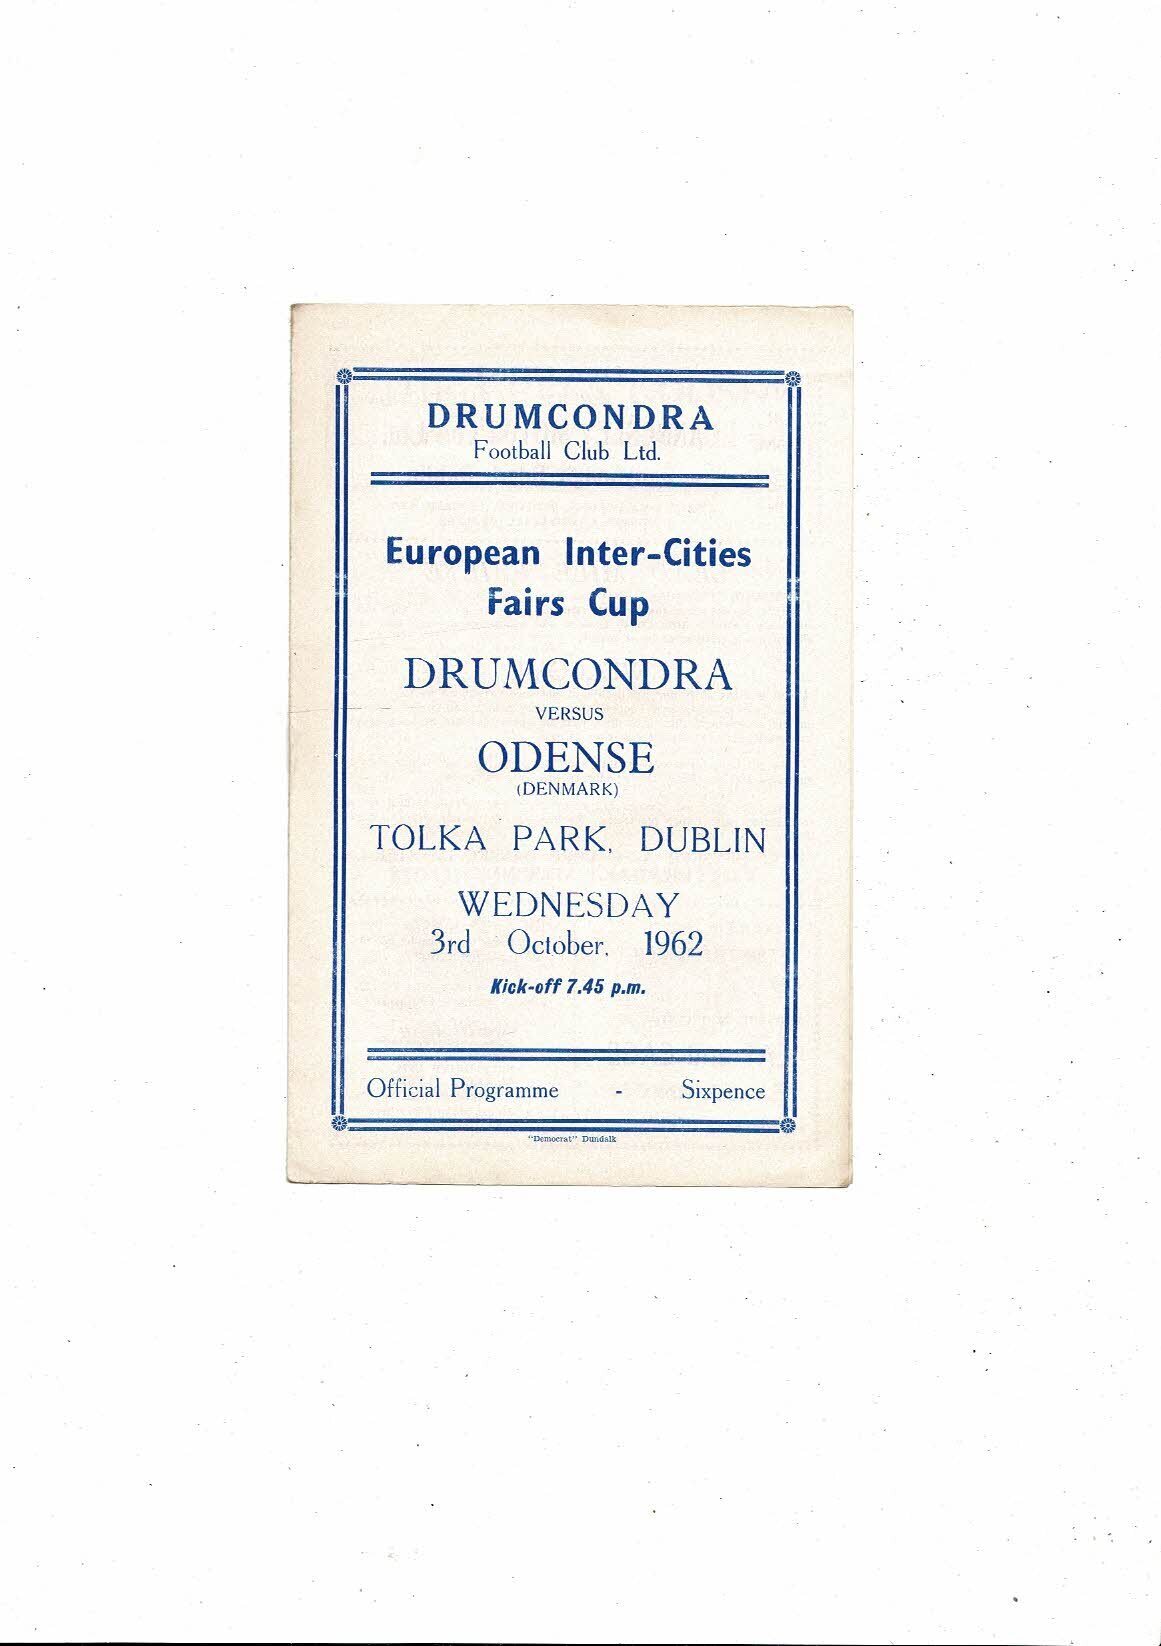 DRUMCONDRA
Football Club Ltd.
European Inter-Cities
Fairs Cup
DRUMCONDRA
VERSUS
ODENSE
(DENMARK)
TOLKA PARK, DUBLIN
WEDNESDAY
3rd October, 1962
Kick-off 7.45 p.m.
Official Programme - Sixpence
"Democrat" Dundalk